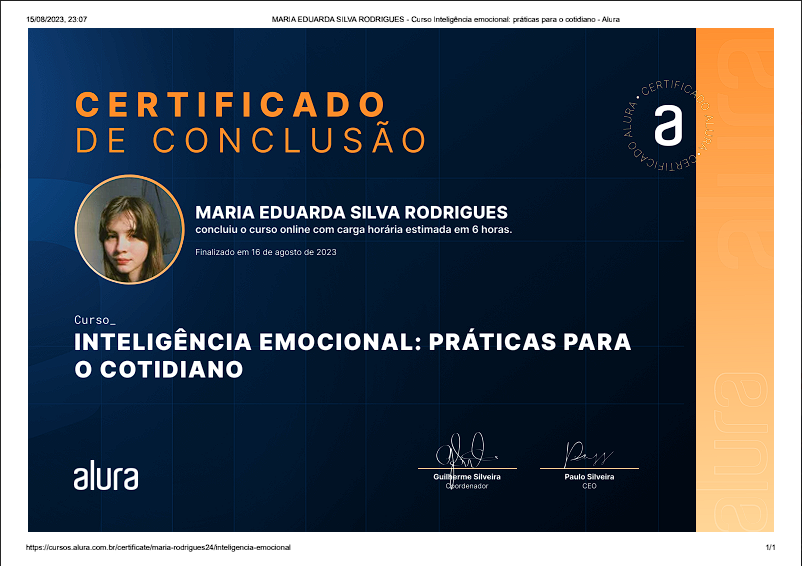 15/08/2023, 23:07
MARIA EDUARDA SILVA RODRIGUES - Curso Inteligência emocional: práticas para o cotidiano - Alura
CERTIFICADO
DE CONCLUSÃO
• CERTIFICADO ALURA • CERTIFICADO ALURA
a
alura
MARIA EDUARDA SILVA RODRIGUES
concluiu o curso online com carga horária estimada em 6 horas.
Finalizado em 16 de agosto de 2023
Curso_
INTELIGÊNCIA EMOCIONAL: PRÁTICAS PARA
O COTIDIANO
alura
alura
Guilherme Silveira
Coordenador
Paulo Silveira
CEO
https://cursos.alura.com.br/certificate/maria-rodrigues24/inteligencia-emocional
1/1